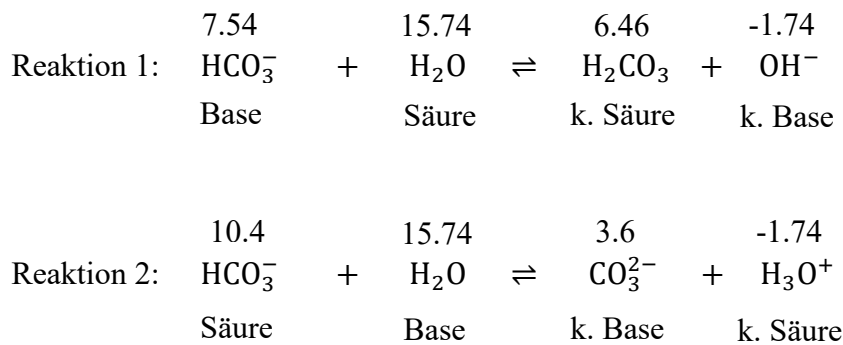 7.54 15.74 6.46 -1.74
Reaktion 1: HCO₃⁻ + H₂O ⇌ H₂CO₃ + OH⁻
Base Säure k. Säure k. Base
10.4 15.74 3.6 -1.74
Reaktion 2: HCO₃⁻ + H₂O ⇌ CO₃²⁻ + H₃O⁺
Säure Base k. Base k. Säure